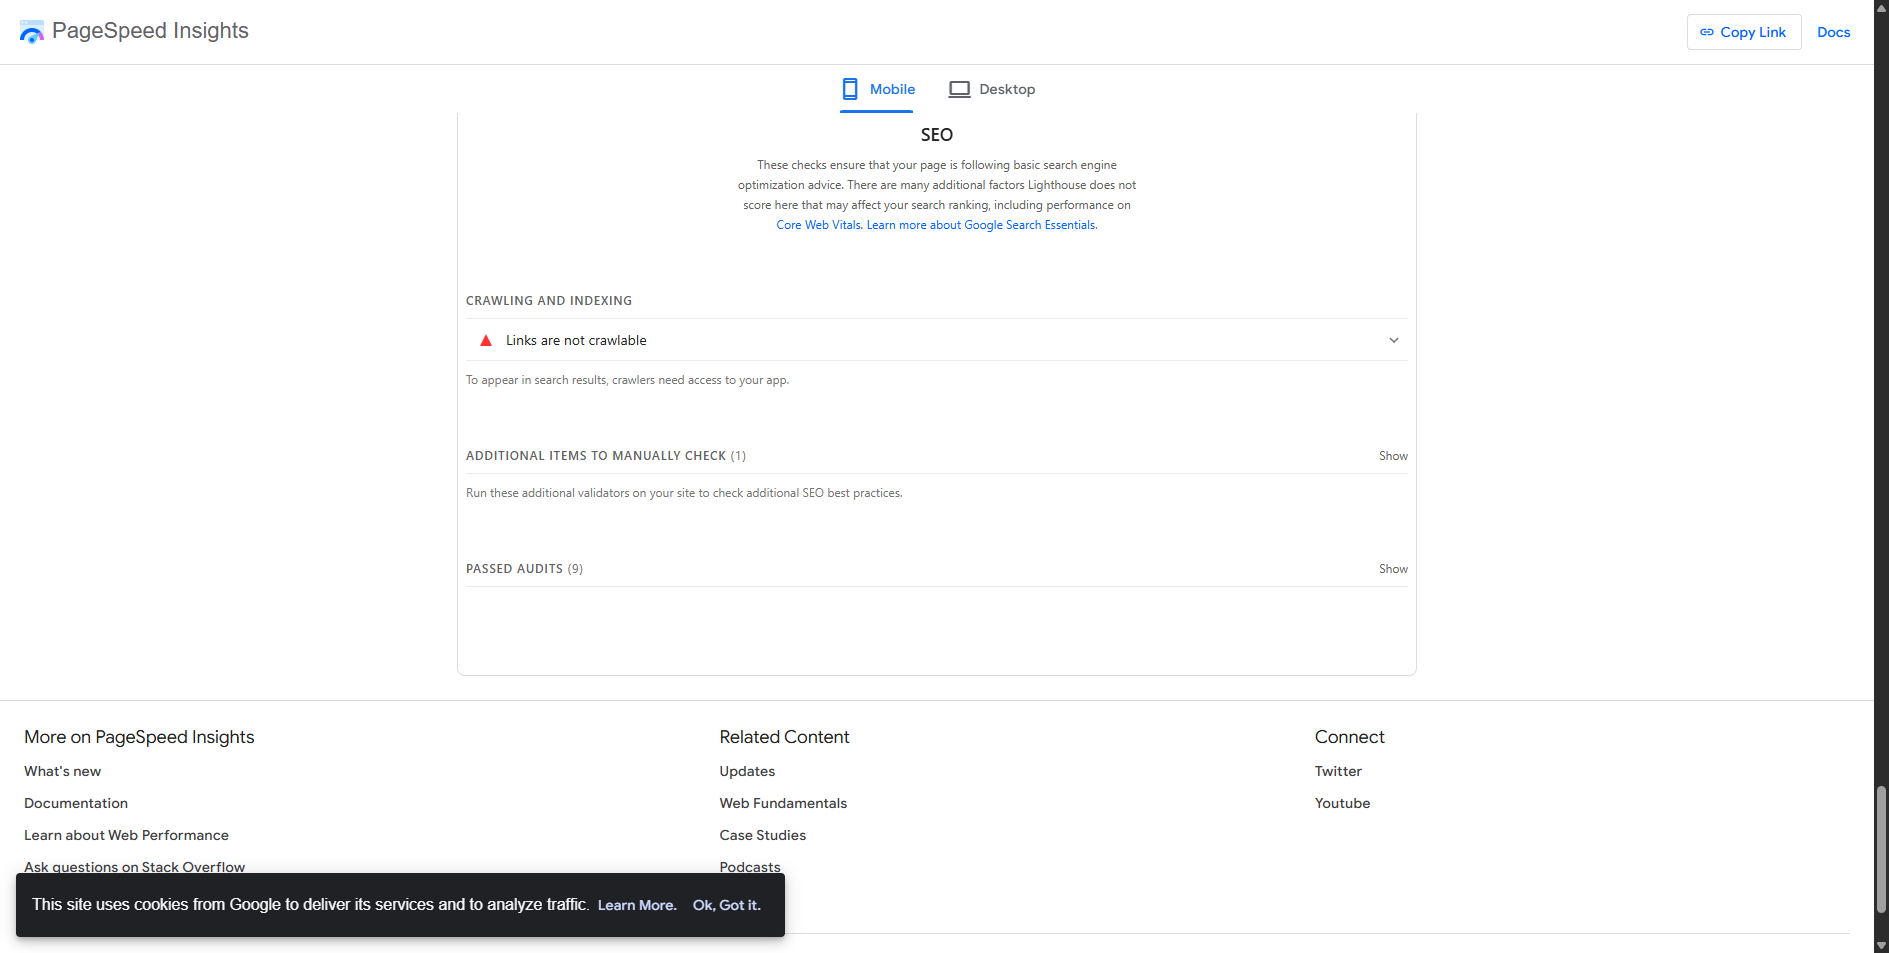 PageSpeed Insights
Copy Link
Docs
Mobile
Desktop
SEO
These checks ensure that your page is following basic search engine
optimization advice. There are many additional factors Lighthouse does not
score here that may affect your search ranking, including performance on
Core Web Vitals. Learn more about Google Search Essentials.
CRAWLING AND INDEXING
Links are not crawlable
To appear in search results, crawlers need access to your app.
ADDITIONAL ITEMS TO MANUALLY CHECK (1)
Show
Run these additional validators on your site to check additional SEO best practices.
PASSED AUDITS (9)
Show
More on PageSpeed Insights
What's new
Documentation
Learn about Web Performance
Ask questions on Stack Overflow
Related Content
Updates
Web Fundamentals
Case Studies
Podcasts
Connect
Twitter
Youtube
This site uses cookies from Google to deliver its services and to analyze traffic. Learn More. Ok, Got it.